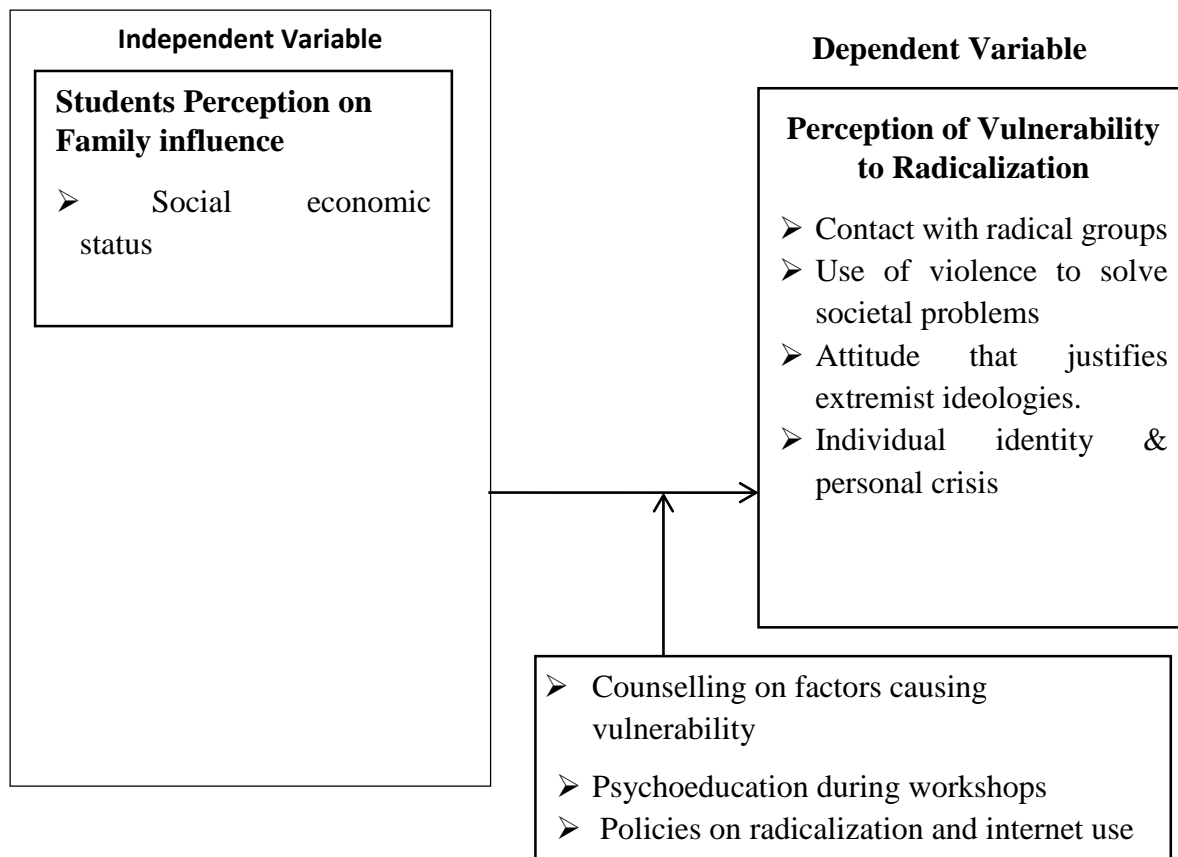 Independent Variable
Students Perception on
Family influence
➢ Social economic
status
Dependent Variable
Perception of Vulnerability
to Radicalization
➢ Contact with radical groups
➢ Use of violence to solve
societal problems
➢ Attitude that justifies
extremist ideologies.
➢ Individual identity &
personal crisis
➢ Counselling on factors causing
vulnerability
➢ Psychoeducation during workshops
➢ Policies on radicalization and internet use